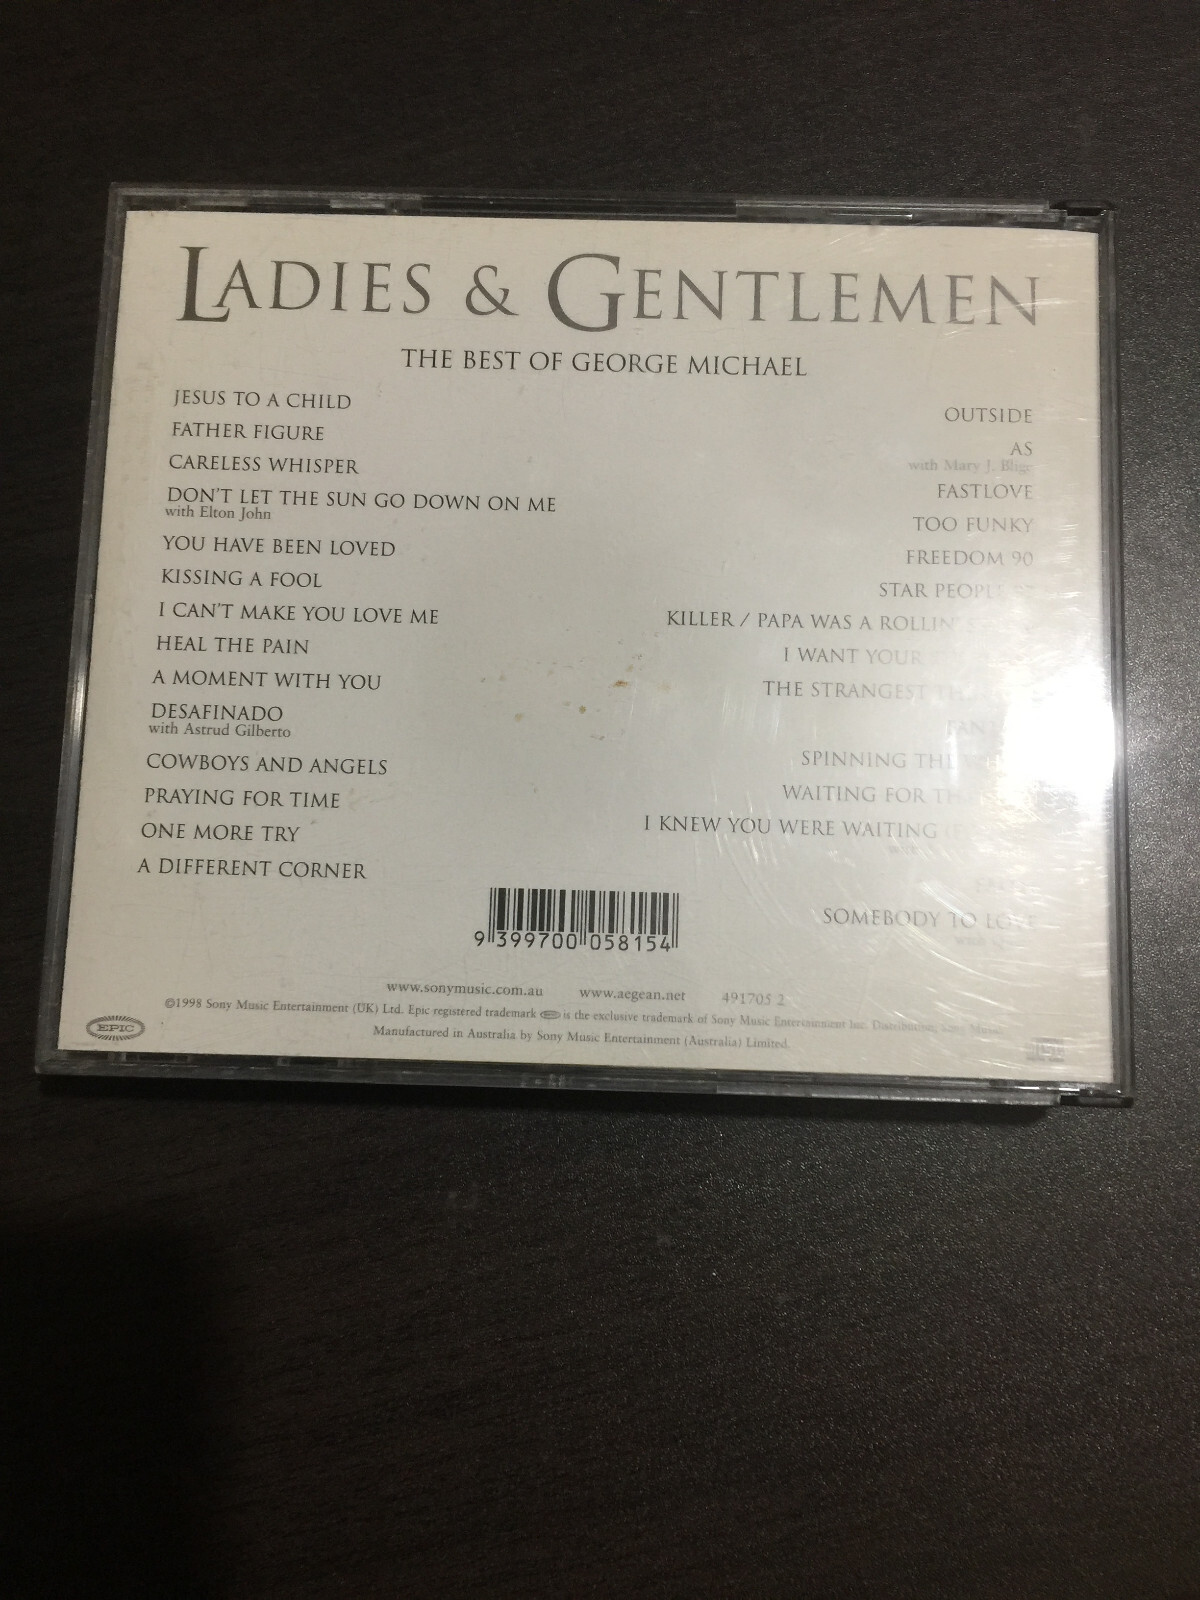 LADIES & GENTLEMEN
THE BEST OF GEORGE MICHAEL
JESUS TO A CHILD
FATHER FIGURE
CARELESS WHISPER
DON'T LET THE SUN GO DOWN ON ME
with Elton John
YOU HAVE BEEN LOVED
KISSING A FOOL
I CAN'T MAKE YOU LOVE ME
HEAL THE PAIN
A MOMENT WITH YOU
DESAFINADO
with Astrud Gilberto
COWBOYS AND ANGELS
PRAYING FOR TIME
ONE MORE TRY
A DIFFERENT CORNER
OUTSIDE
AS
with Mary J. Blige
FASTLOVE
TOO FUNKY
FREEDOM 90
STAR PEOPLE
KILLER / PAPA WAS A ROLLIN'
I WANT YOUR
THE STRANGEST
SPINNING THE
WAITING FOR
I KNEW YOU WERE WAITING
SOMEBODY TO LOVE
with
9 399700 058154
www.sonymusic.com.au www.aegean.net 491705 2
©1998 Sony Music Entertainment (UK) Ltd. Epic registered trademark is the exclusive trademark of Sony Music Entertainment Inc. Distribution: Sony Music
Manufactured in Australia by Sony Music Entertainment (Australia) Limited.
EPIC